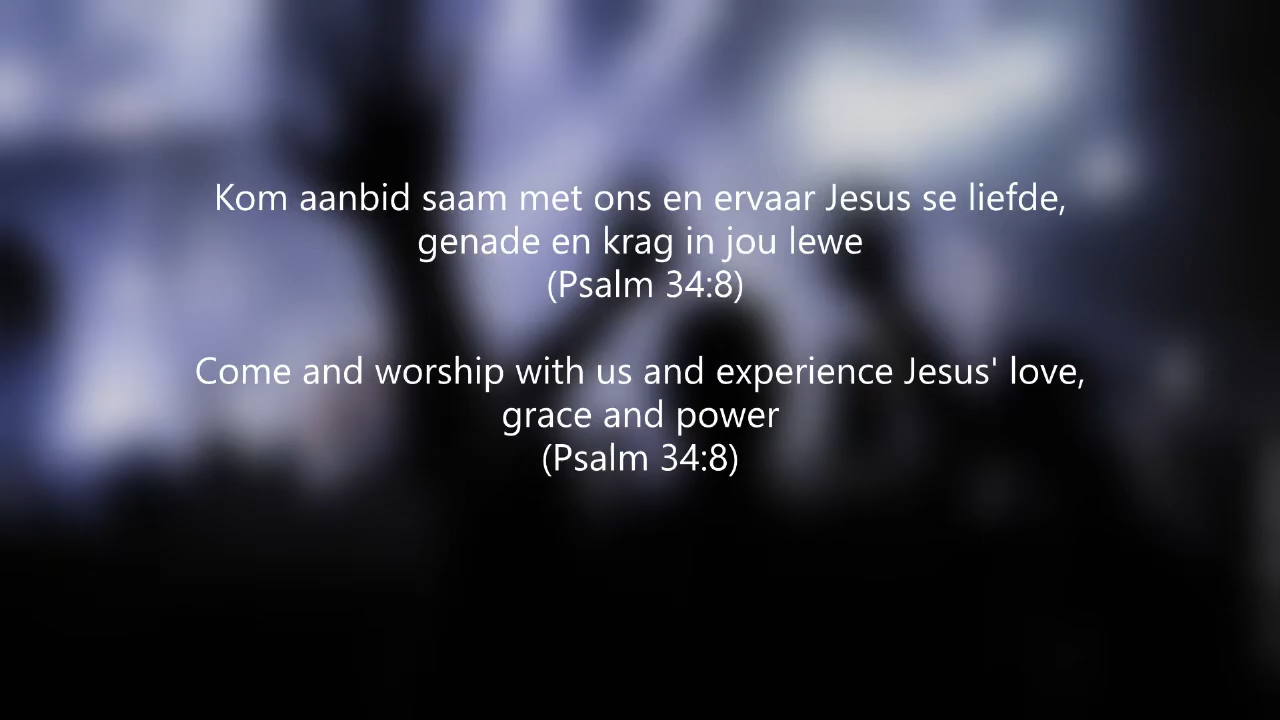 Kom aanbid saam met ons en ervaar Jesus se liefde,
genade en krag in jou lewe
(Psalm 34:8)
Come and worship with us and experience Jesus' love,
grace and power
(Psalm 34:8)